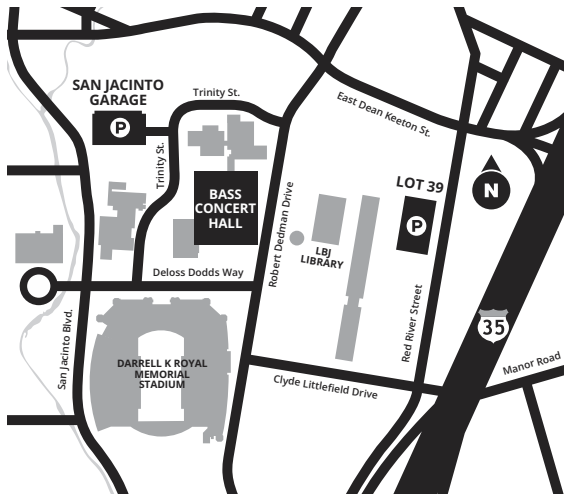 SAN JACINTO
GARAGE
P
Trinity St.
East Dean Keeton St.
Trinity St.
BASS
CONCERT
HALL
LOT 39
N
P
Robert Dedman Drive
LBJ
LIBRARY
Deloss Dodds Way
San Jacinto Blvd.
DARRELL K ROYAL
MEMORIAL
STADIUM
Red River Street
35
Manor Road
Clyde Littlefield Drive